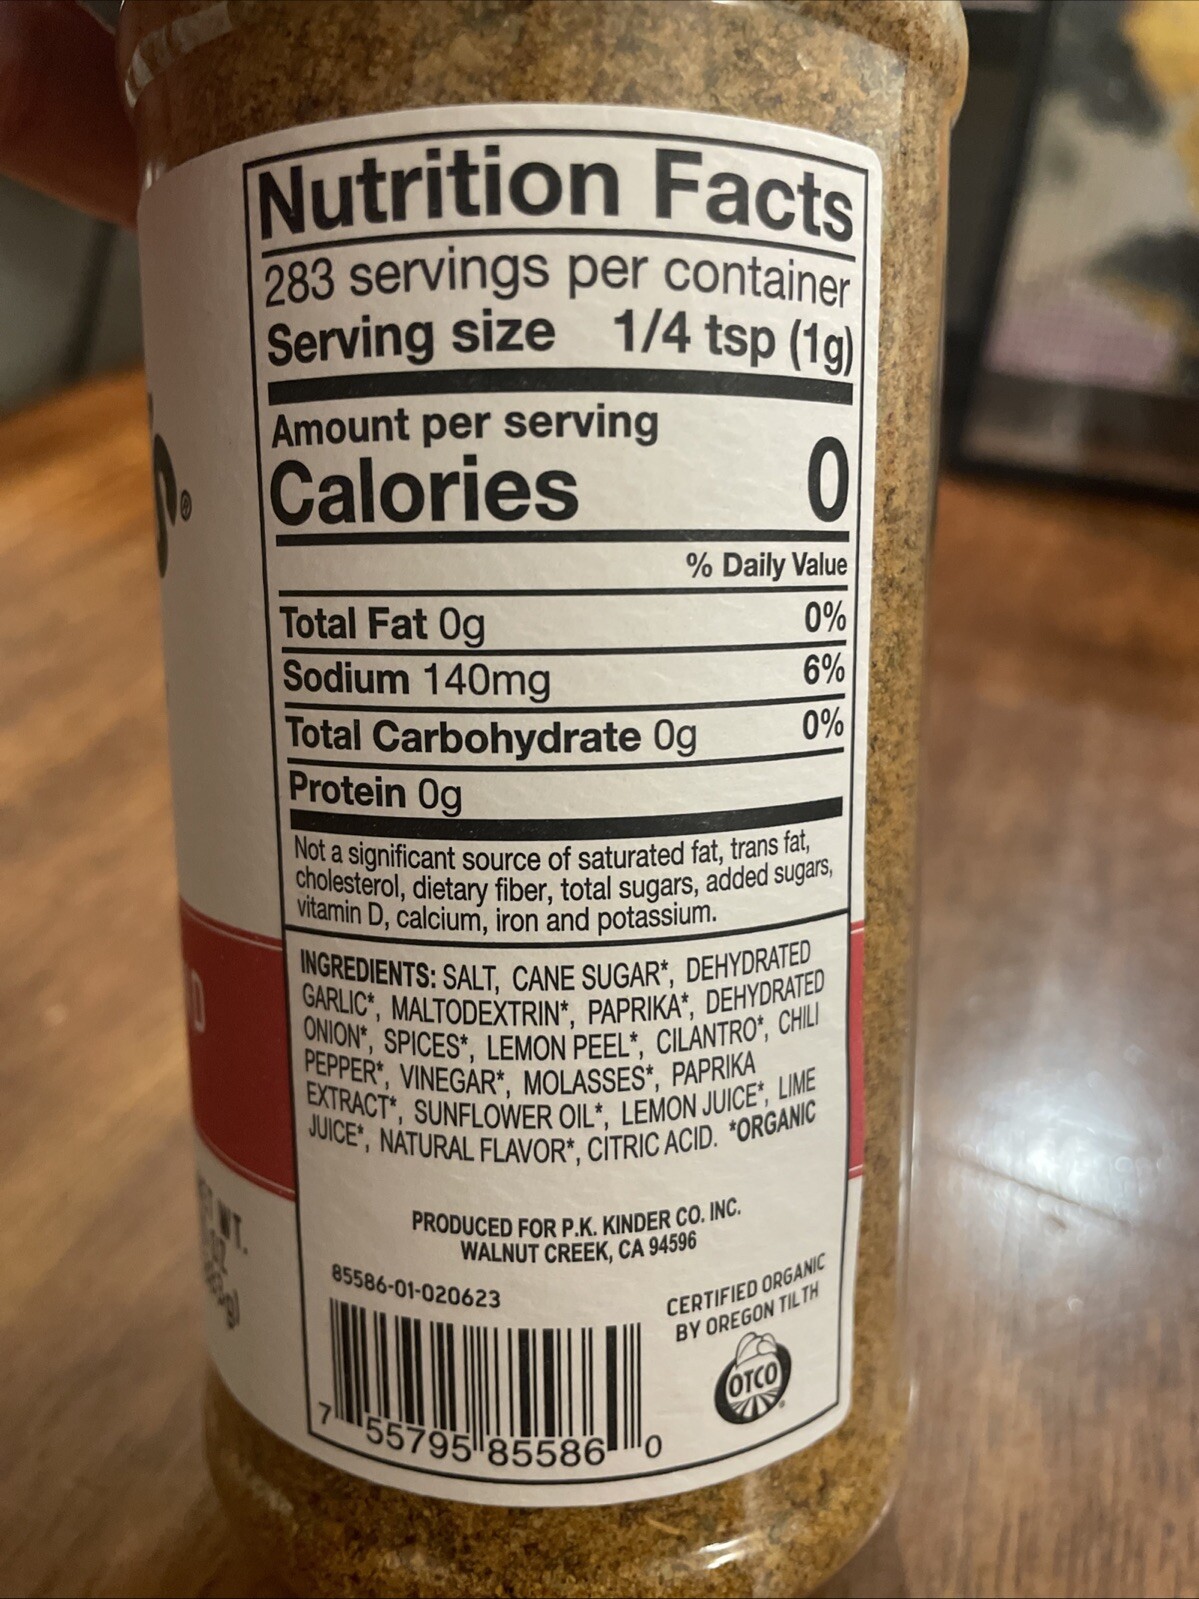 Nutrition Facts
283 servings per container
Serving size 1/4 tsp (1g)
Amount per serving
Calories 0
% Daily Value
Total Fat 0g 0%
Sodium 140mg 6%
Total Carbohydrate 0g 0%
Protein 0g
Not a significant source of saturated fat, trans fat,
cholesterol, dietary fiber, total sugars, added sugars,
vitamin D, calcium, iron and potassium.
INGREDIENTS: SALT, CANE SUGAR*, DEHYDRATED
GARLIC*, MALTODEXTRIN*, PAPRIKA*, DEHYDRATED
ONION*, SPICES*, LEMON PEEL*, CILANTRO*, CHILI
PEPPER*, VINEGAR*, MOLASSES*, PAPRIKA
EXTRACT*, SUNFLOWER OIL*, LEMON JUICE*, LIME
JUICE*, NATURAL FLAVOR*, CITRIC ACID. *ORGANIC
PRODUCED FOR P.K. KINDER CO. INC.
WALNUT CREEK, CA 94596
85586-01-020623
CERTIFIED ORGANIC
BY OREGON TILTH
OTCO
7 55795 85586 0
WT.
OZ